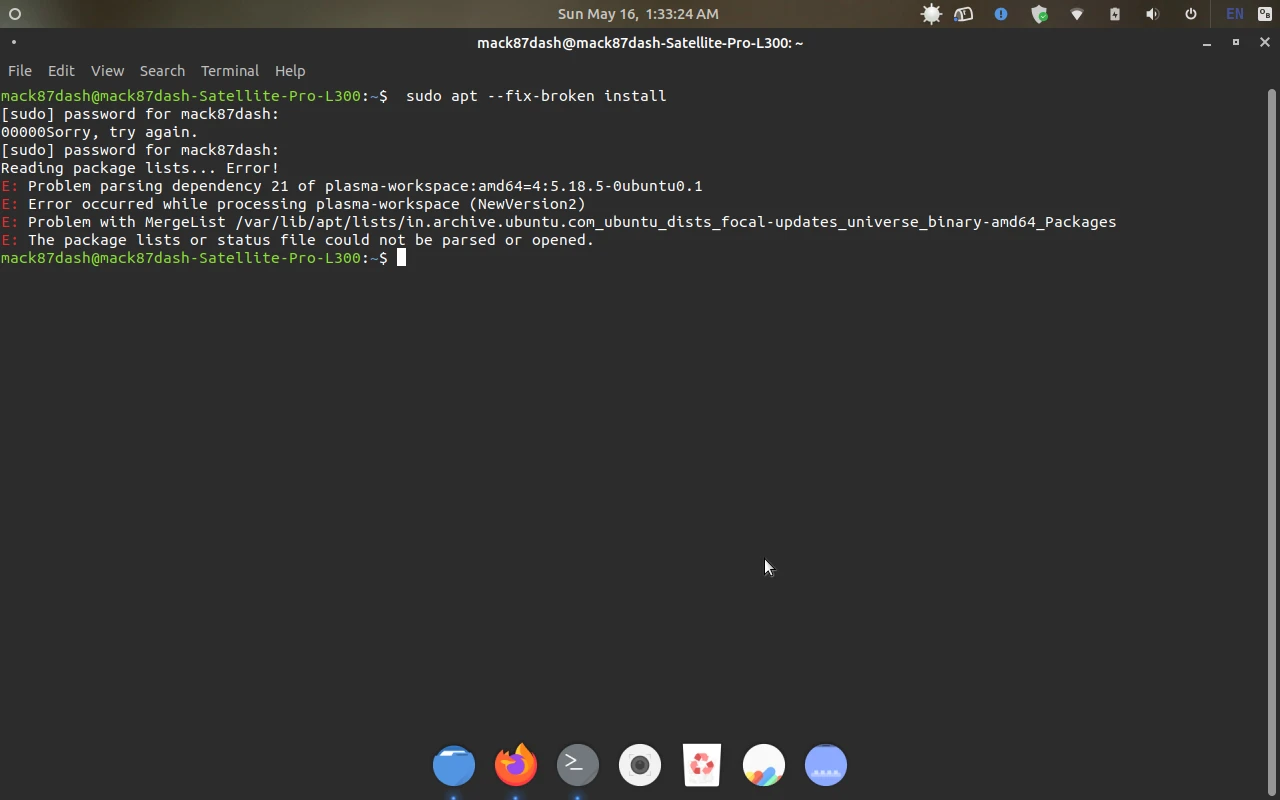 Sun May 16, 1:33:24 AM
EN
mack87dash@mack87dash-Satellite-Pro-L300: ~
File Edit View Search Terminal Help
mack87dash@mack87dash-Satellite-Pro-L300:~$  sudo apt --fix-broken install
[sudo] password for mack87dash:
00000Sorry, try again.
[sudo] password for mack87dash:
Reading package lists... Error!
E: Problem parsing dependency 21 of plasma-workspace:amd64=4:5.18.5-0ubuntu0.1
E: Error occurred while processing plasma-workspace (NewVersion2)
E: Problem with MergeList /var/lib/apt/lists/in.archive.ubuntu.com_ubuntu_dists_focal-updates_universe_binary-amd64_Packages
E: The package lists or status file could not be parsed or opened.
mack87dash@mack87dash-Satellite-Pro-L300:~$